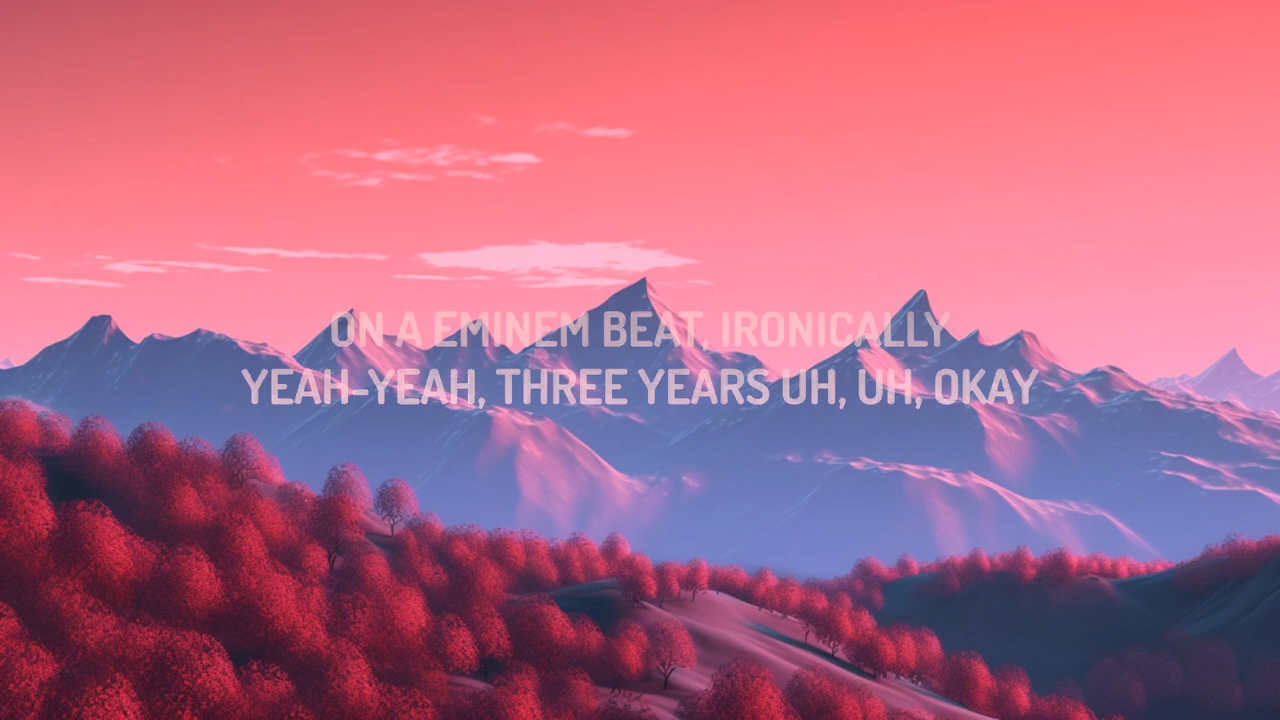 ON A EMINEM BEAT, IRONICALLY
YEAH-YEAH, THREE YEARS UH, UH, OKAY